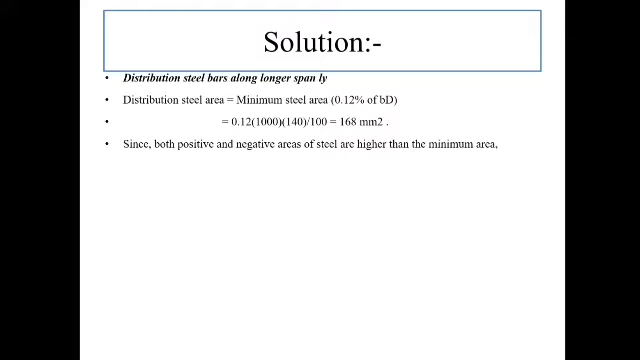 Solution:-
• Distribution steel bars along longer span ly
• Distribution steel area = Minimum steel area (0.12% of bD)
• = 0.12(1000)(140)/100 = 168 mm2 .
• Since, both positive and negative areas of steel are higher than the minimum area,